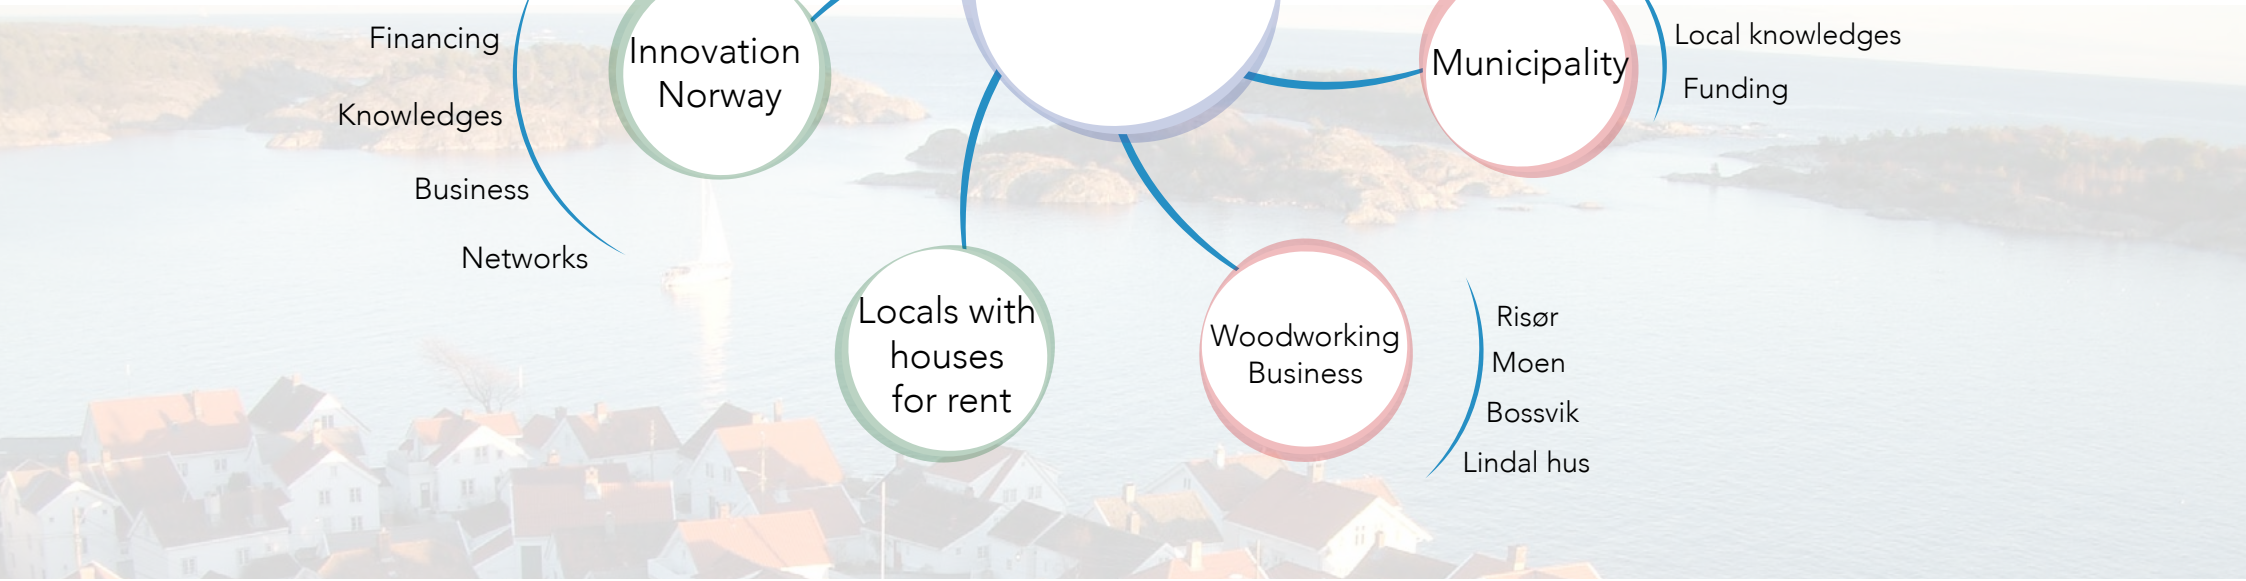 Financing
Knowledges
Business
Networks
Innovation
Norway
Municipality
Local knowledges
Funding
Locals with
houses
for rent
Woodworking
Business
Risør
Moen
Bossvik
Lindal hus